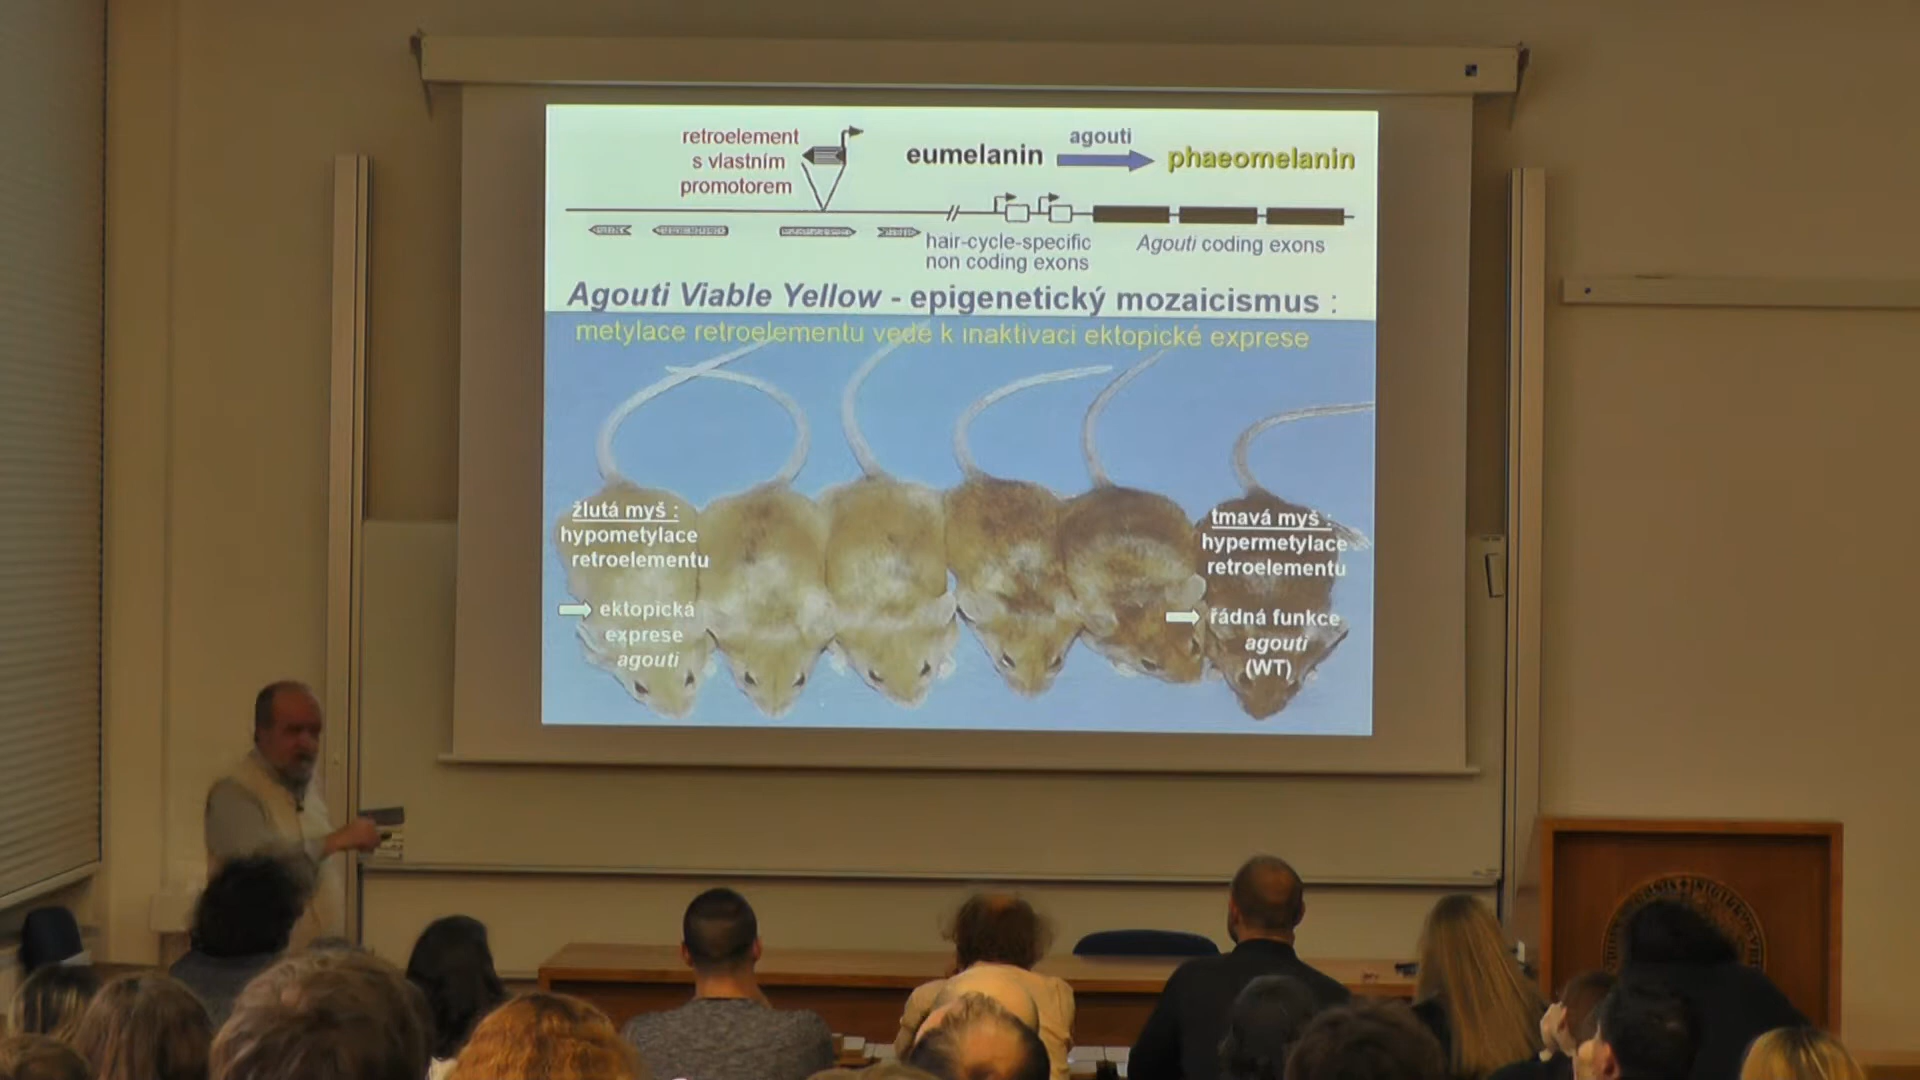 retroelement
s vlastním
promotorem
eumelanin
agouti
phaeomelanin
hair-cycle-specific
non coding exons
Agouti coding exons
Agouti Viable Yellow - epigenetický mozaicismus :
metylace retroelementu vede k inaktivaci ektopické exprese
žlutá myš :
hypometylace
retroelementu
ektopická
exprese
agouti
tmavá myš :
hypermetylace
retroelementu
řádná funkce
agouti
(WT)